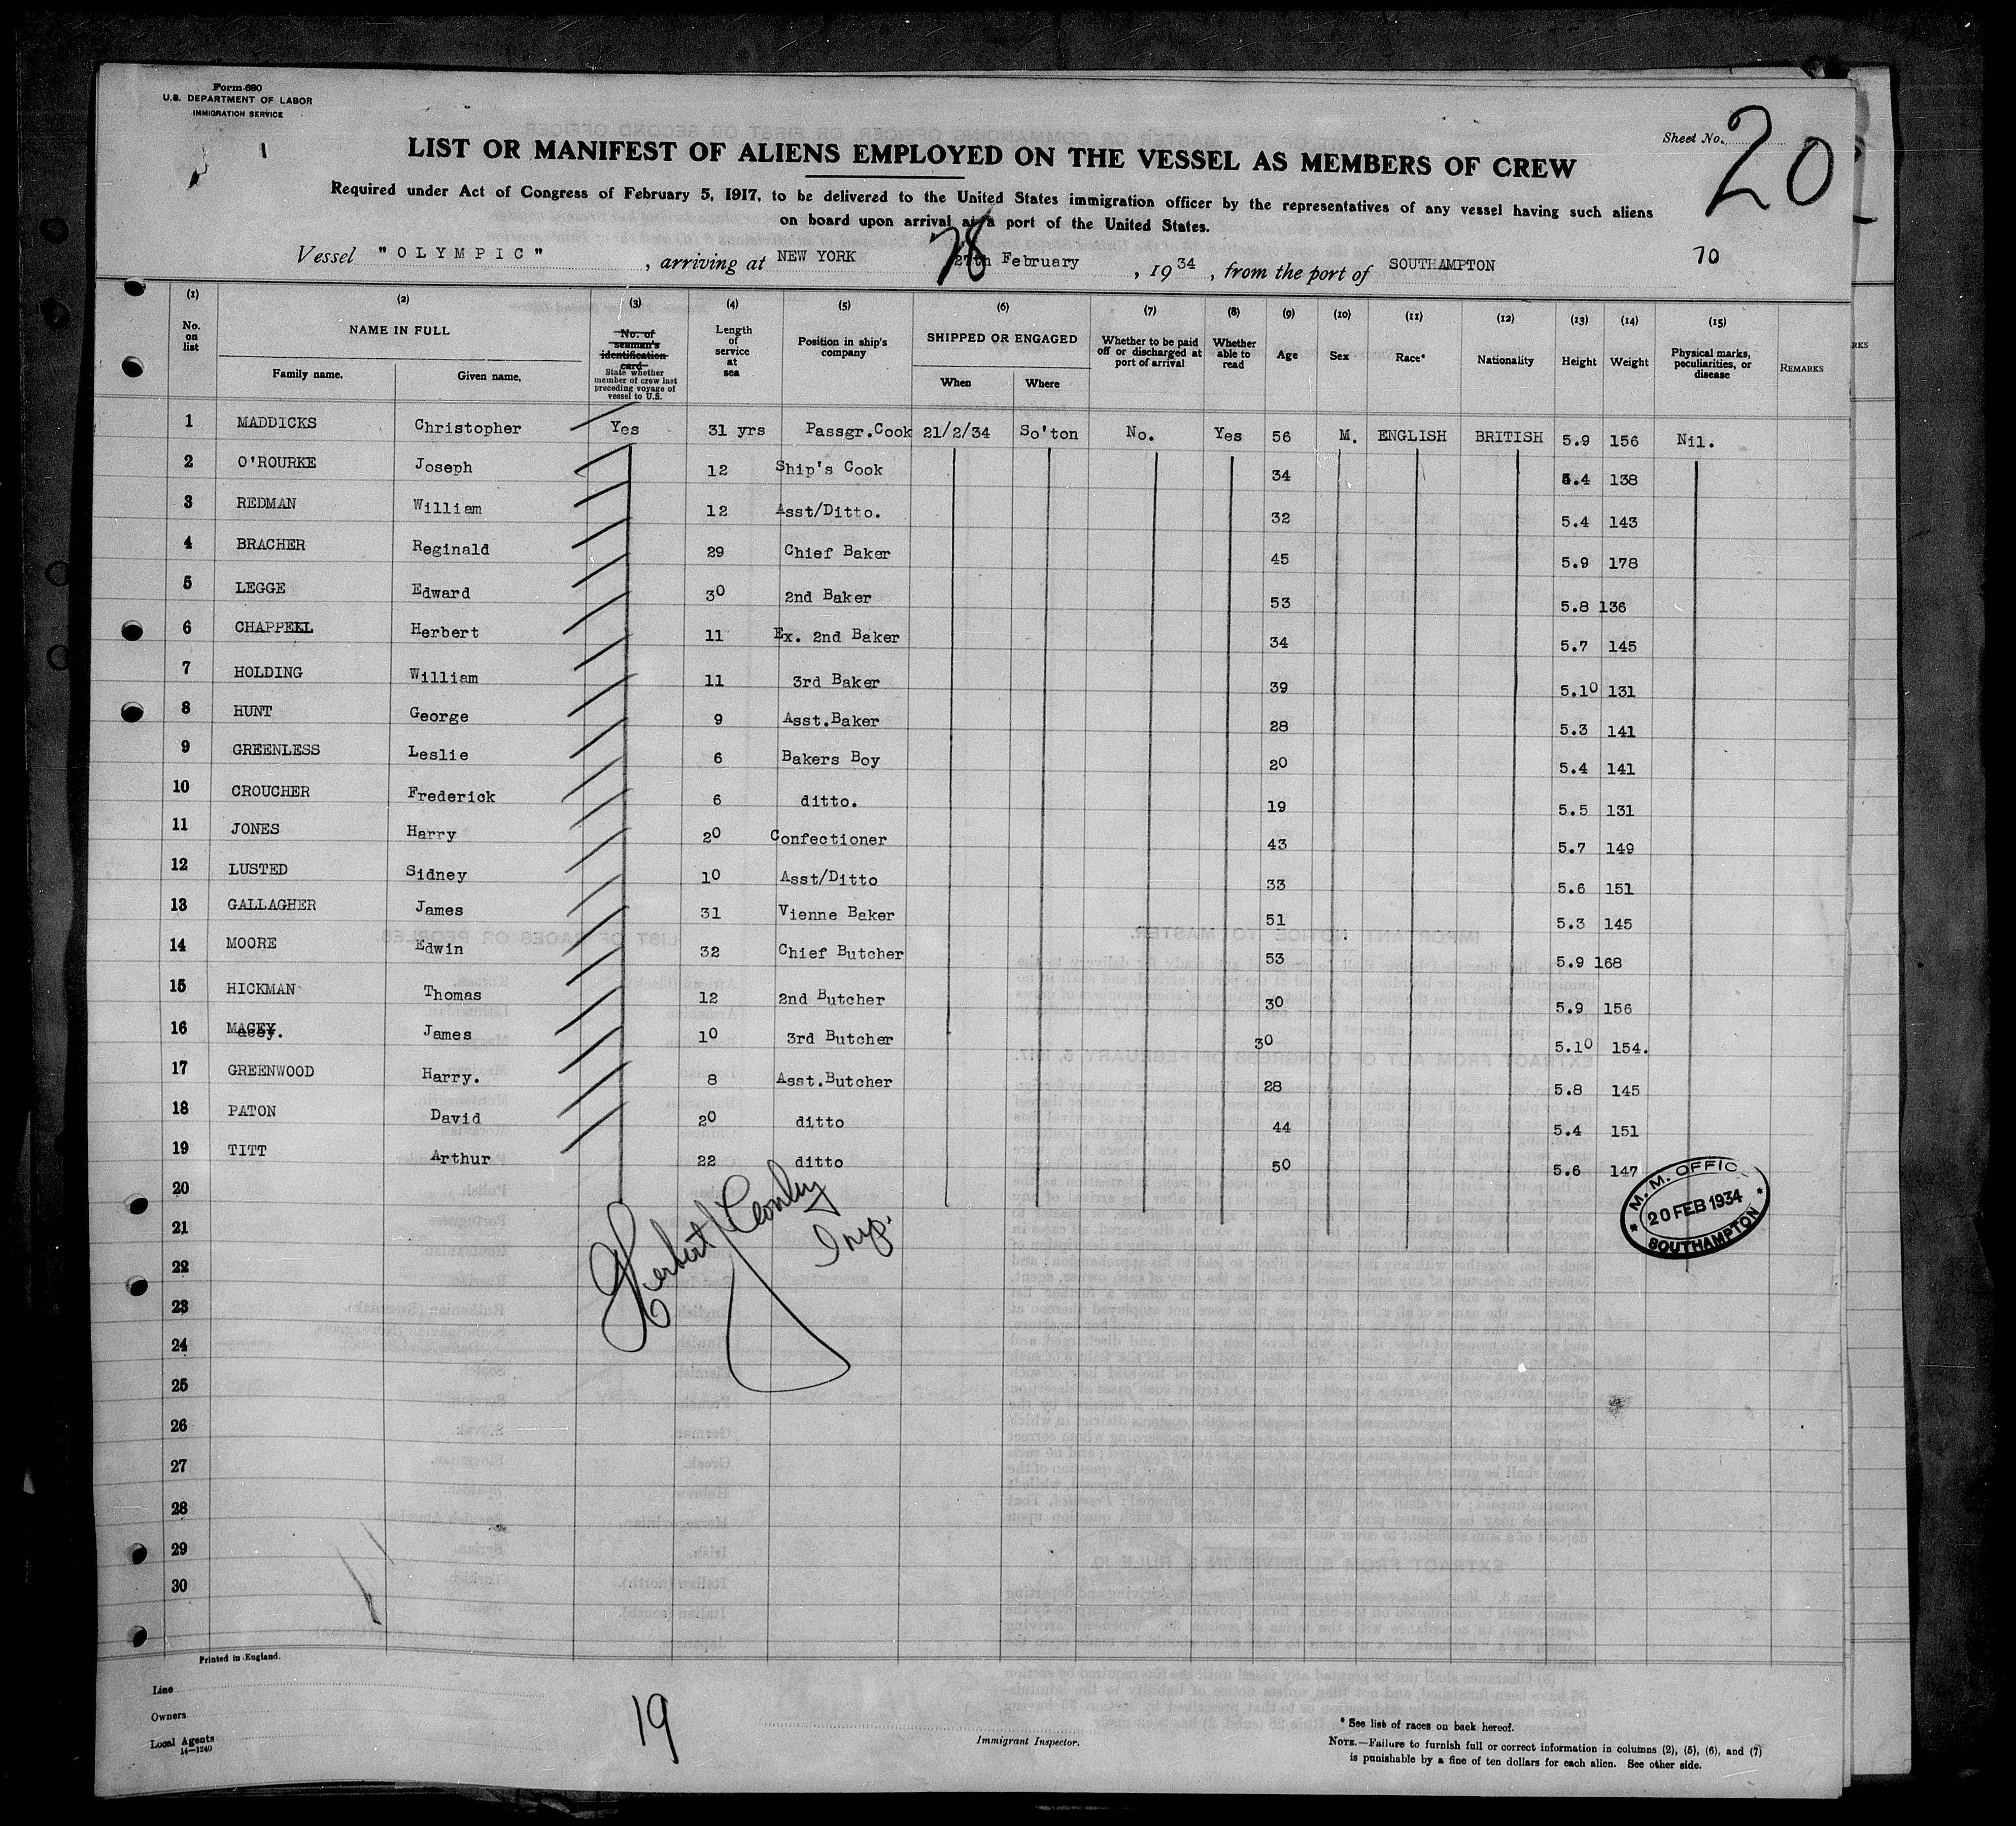 Form 680
U.S. DEPARTMENT OF LABOR
IMMIGRATION SERVICE
Sheet No. 20
LIST OR MANIFEST OF ALIENS EMPLOYED ON THE VESSEL AS MEMBERS OF CREW
Required under Act of Congress of February 5, 1917, to be delivered to the United States immigration officer by the representatives of any vessel having such aliens
on board upon arrival at a port of the United States.
Vessel "OLYMPIC", arriving at NEW YORK 28 27th February, 1934, from the port of SOUTHAMPTON 70
(1) (2) (3) (4) (5) (6) (7) (8) (9) (10) (11) (12) (13) (14) (15)
No. on list
NAME IN FULL
Family name. Given name.
No. of seaman's identification card
State whether member of crew last preceding voyage of vessel to U.S.
Length of service at sea
Position in ship's company
SHIPPED OR ENGAGED
When Where
Whether to be paid off or discharged at port of arrival
Whether able to read
Age
Sex
Race*
Nationality
Height
Weight
Physical marks, peculiarities, or disease
REMARKS
1 MADDICKS Christopher Yes 31 yrs Passgr.Cook 21/2/34 So'ton No. Yes 56 M. ENGLISH BRITISH 5.9 156 Nil.
2 O'ROURKE Joseph 12 Ship's Cook 34 5.4 138
3 REDMAN William 12 Asst/Ditto. 32 5.4 143
4 BRACHER Reginald 29 Chief Baker 45 5.9 178
5 LEGGE Edward 30 2nd Baker 53 5.8 136
6 CHAPPELL Herbert 11 Ex. 2nd Baker 34 5.7 145
7 HOLDING William 11 3rd Baker 39 5.10 131
8 HUNT George 9 Asst.Baker 28 5.3 141
9 GREENLESS Leslie 6 Bakers Boy 20 5.4 141
10 CROUCHER Frederick 6 ditto. 19 5.5 131
11 JONES Harry 20 Confectioner 43 5.7 149
12 LUSTED Sidney 10 Asst/Ditto 33 5.6 151
13 GALLAGHER James 31 Vienne Baker 51 5.3 145
14 MOORE Edwin 32 Chief Butcher 53 5.9 168
15 HICKMAN Thomas 12 2nd Butcher 30 5.9 156
16 MACEY. James 10 3rd Butcher 30 5.10 154.
17 GREENWOOD Harry. 8 Asst.Butcher 28 5.8 145
18 PATON David 20 ditto 44 5.4 151
19 TITT Arthur 22 ditto 50 5.6 147
20
21
22
23
24
25
26
27
28
29
30
M. M. OFFIC
20 FEB 1934
SOUTHAMPTON
Herbert
Insp.
Printed in England.
Line
Owners
Local Agents
14-1240
19
Immigrant Inspector.
* See list of races on back hereof.
NOTE.—Failure to furnish full or correct information in columns (2), (5), (6), and (7)
is punishable by a fine of ten dollars for each alien. See other side.